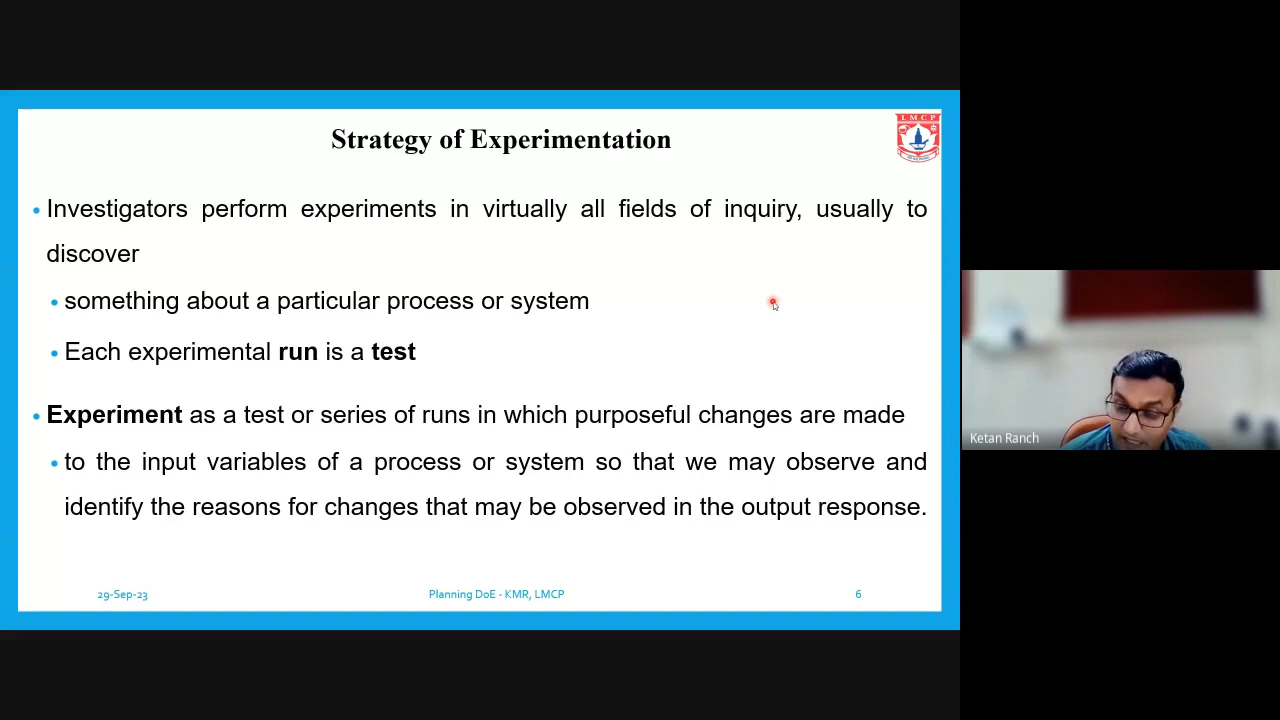 Strategy of Experimentation
LMCP
• Investigators perform experiments in virtually all fields of inquiry, usually to
discover
• something about a particular process or system
• Each experimental run is a test
• Experiment as a test or series of runs in which purposeful changes are made
• to the input variables of a process or system so that we may observe and
identify the reasons for changes that may be observed in the output response.
29-Sep-23
Planning DoE - KMR, LMCP
6
Ketan Ranch